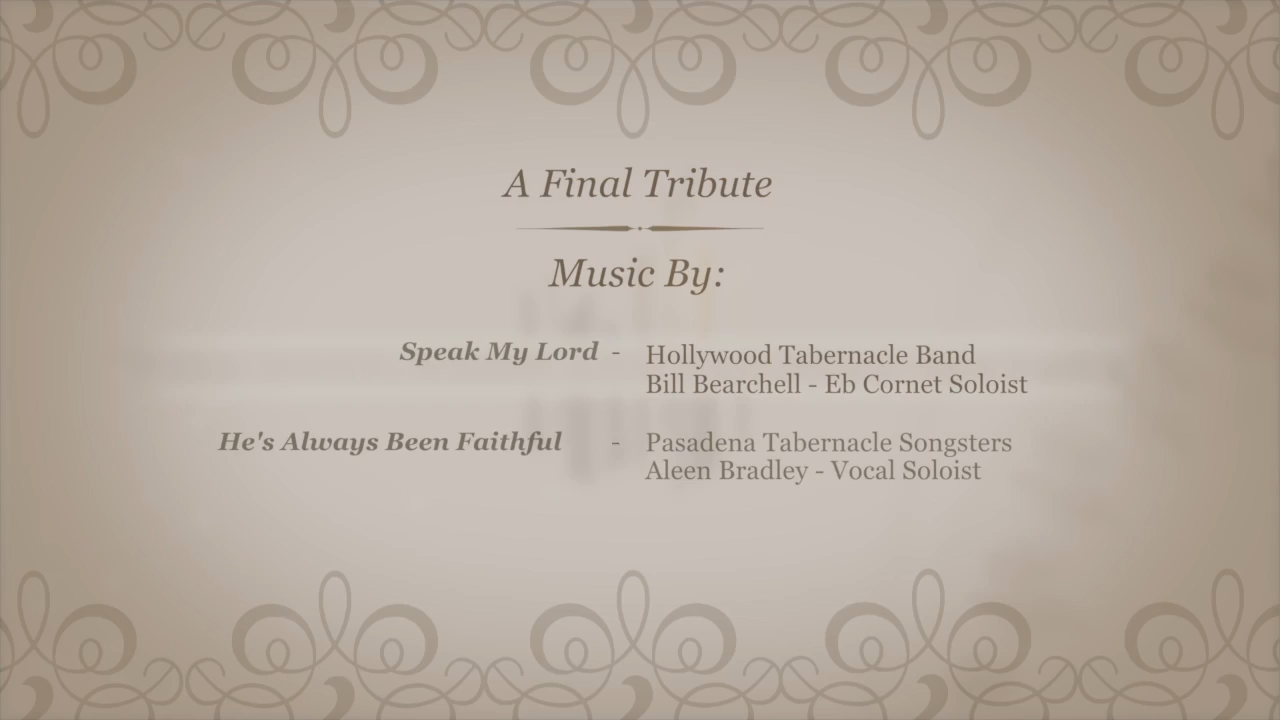 A Final Tribute
Music By:
Speak My Lord - Hollywood Tabernacle Band
Bill Bearchell - Eb Cornet Soloist
He's Always Been Faithful - Pasadena Tabernacle Songsters
Aleen Bradley - Vocal Soloist